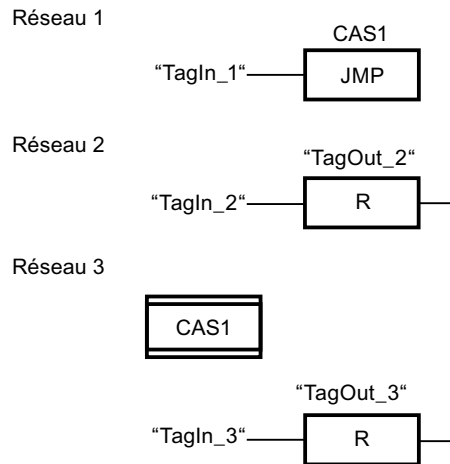 Réseau 1
CAS1
“TagIn_1“
JMP
Réseau 2
“TagOut_2“
“TagIn_2“
R
Réseau 3
CAS1
“TagOut_3“
“TagIn_3“
R